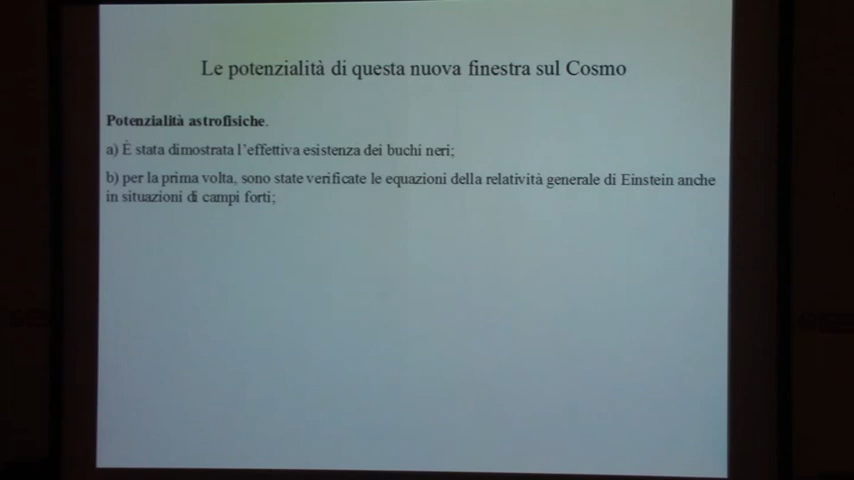 Le potenzialità di questa nuova finestra sul Cosmo
Potenzialità astrofisiche.
a) È stata dimostrata l'effettiva esistenza dei buchi neri;
b) per la prima volta, sono state verificate le equazioni della relatività generale di Einstein anche
in situazioni di campi forti;